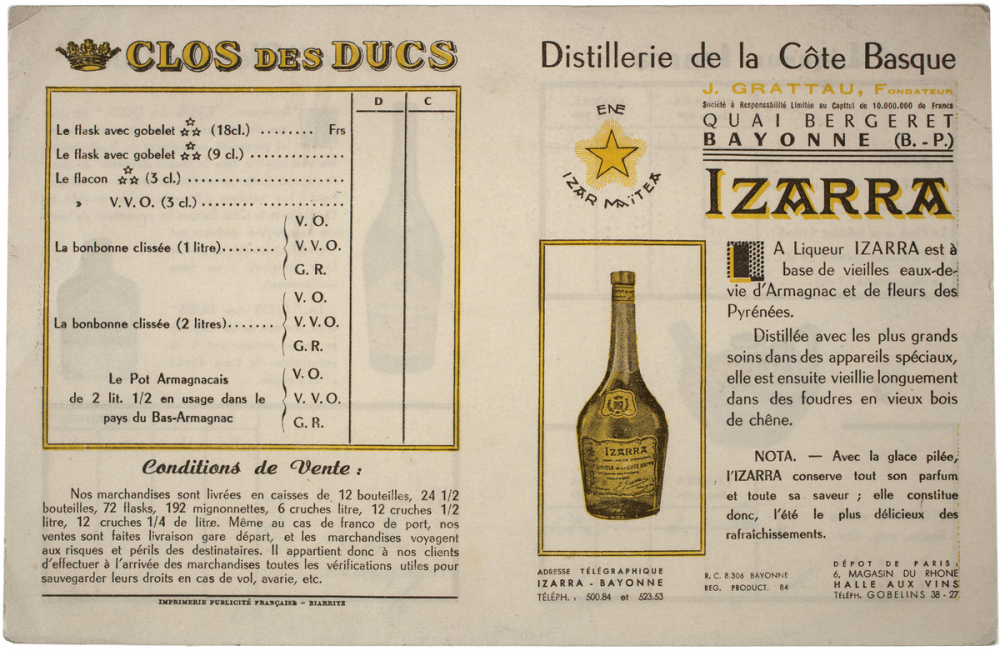 CLOS DES DUCS
D C
Le flask avec gobelet (18cl.) ........ Frs
Le flask avec gobelet (9 cl.) ................
Le flacon (3 cl.) ...........................
» V. V. O. (3 cl.) ........................
V. O.
La bonbonne clissée (1 litre)........ V. V. O.
G. R.
V. O.
La bonbonne clissée (2 litres)....... V. V. O.
G. R.
Le Pot Armagnacais V. O.
de 2 lit. 1/2 en usage dans le V. V. O.
pays du Bas-Armagnac G. R.
Conditions de Vente :
Nos marchandises sont livrées en caisses de 12 bouteilles, 24 1/2
bouteilles, 72 flasks, 192 mignonnettes, 6 cruches litre, 12 cruches 1/2
litre, 12 cruches 1/4 de litre. Même au cas de franco de port, nos
ventes sont faites livraison gare départ, et les marchandises voyagent
aux risques et périls des destinataires. Il appartient donc à nos clients
d'effectuer à l'arrivée des marchandises toutes les vérifications utiles pour
sauvegarder leurs droits en cas de vol, avarie, etc.
IMPRIMERIE PUBLICITÉ FRANÇAISE - BIARRITZ
Distillerie de la Côte Basque
J. GRATTAU, FONDATEUR
Société à Responsabilité Limitée au Capital de 10.000.000 de Francs
QUAI BERGERET
BAYONNE (B.-P.)
ENE
IZAR MAITEA
IZARRA
LA Liqueur IZARRA est à
base de vieilles eaux-de-
vie d'Armagnac et de fleurs des
Pyrénées.
Distillée avec les plus grands
soins dans des appareils spéciaux,
elle est ensuite vieillie longuement
dans des foudres en vieux bois
de chêne.
NOTA. — Avec la glace pilée,
l'IZARRA conserve tout son parfum
et toute sa saveur ; elle constitue
donc, l'été le plus délicieux des
rafraichissements.
IZARRA
ADRESSE TÉLÉGRAPHIQUE
IZARRA - BAYONNE
TÉLÉPH. : 500.84 et 523.53
R. C. 8.306 BAYONNE
REG. PRODUCT. 84
DÉPOT DE PARIS :
6, MAGASIN DU RHONE
HALLE AUX VINS
TÉLÉPH. GOBELINS 38 - 27